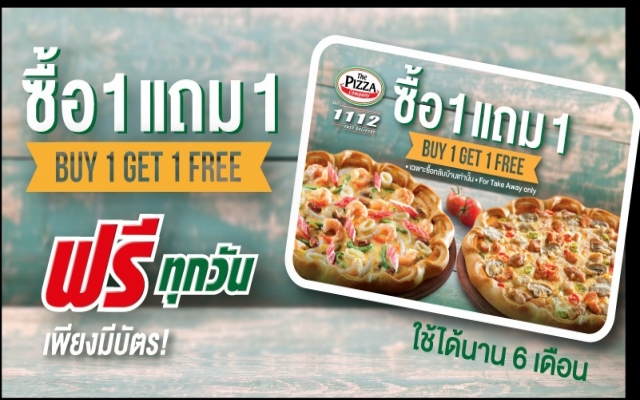 ซื้อ 1 แถม 1
BUY 1 GET 1 FREE
ฟรี ทุกวัน
เพียงมีบัตร!
The
PIZZA
COMPANY
1112
ซื้อ 1 แถม 1
BUY 1 GET 1 FREE
• เฉพาะซื้อกลับบ้านเท่านั้น • For Take Away only
ใช้ได้นาน 6 เดือน